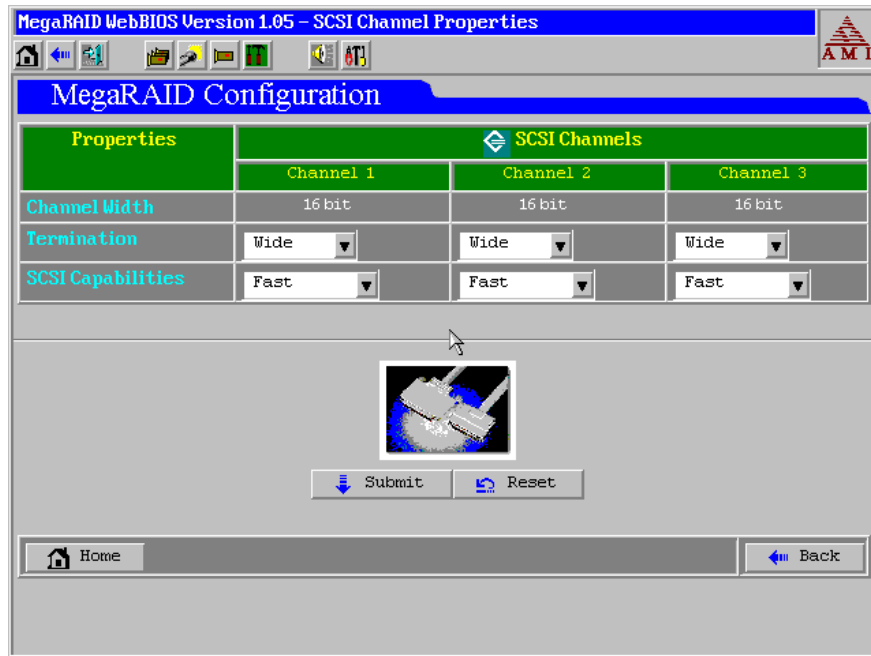 MegaRAID WebBIOS Version 1.05 – SCSI Channel Properties
AMI
MegaRAID Configuration
Properties SCSI Channels
Channel 1 Channel 2 Channel 3
Channel Width 16 bit 16 bit 16 bit
Termination Wide Wide Wide
SCSI Capabilities Fast Fast Fast
Submit Reset
Home Back